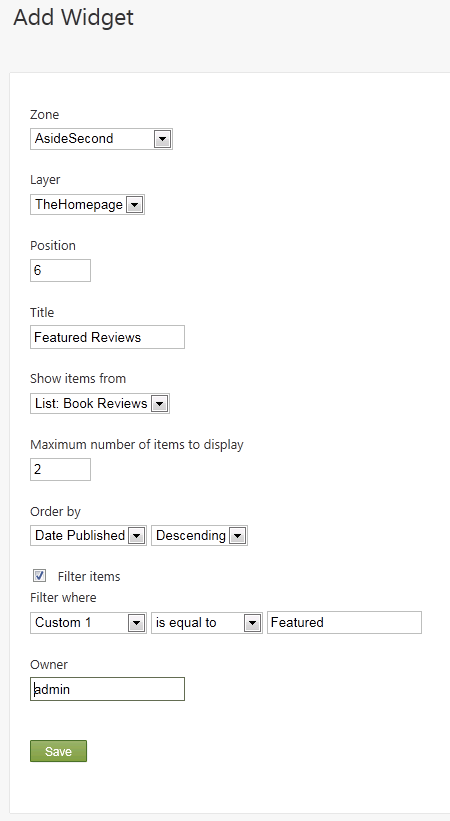 Add Widget
Zone
AsideSecond
Layer
TheHomepage
Position
6
Title
Featured Reviews
Show items from
List: Book Reviews
Maximum number of items to display
2
Order by
Date Published Descending
Filter items
Filter where
Custom 1 is equal to Featured
Owner
admin
Save